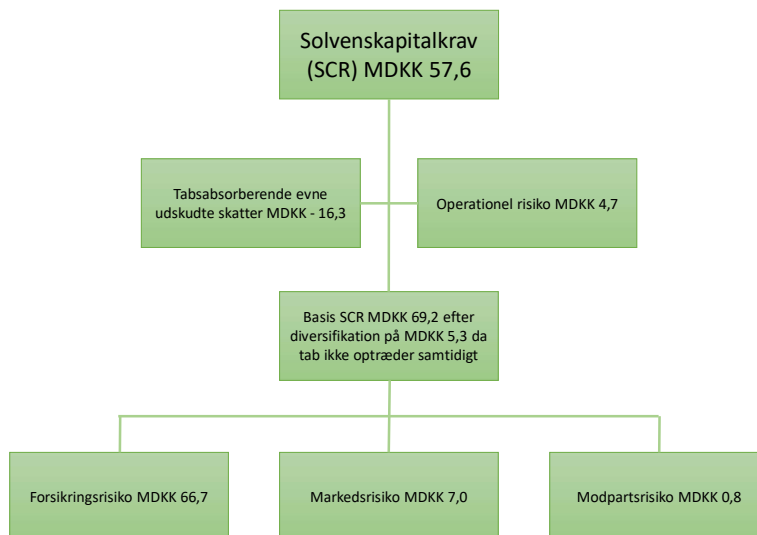 Solvenskapitalkrav
(SCR) MDKK 57,6
Tabsabsorberende evne
udskudte skatter MDKK - 16,3
Operationel risiko MDKK 4,7
Basis SCR MDKK 69,2 efter
diversifikation på MDKK 5,3 da
tab ikke optræder samtidigt
Forsikringsrisiko MDKK 66,7
Markedsrisiko MDKK 7,0
Modpartsrisiko MDKK 0,8